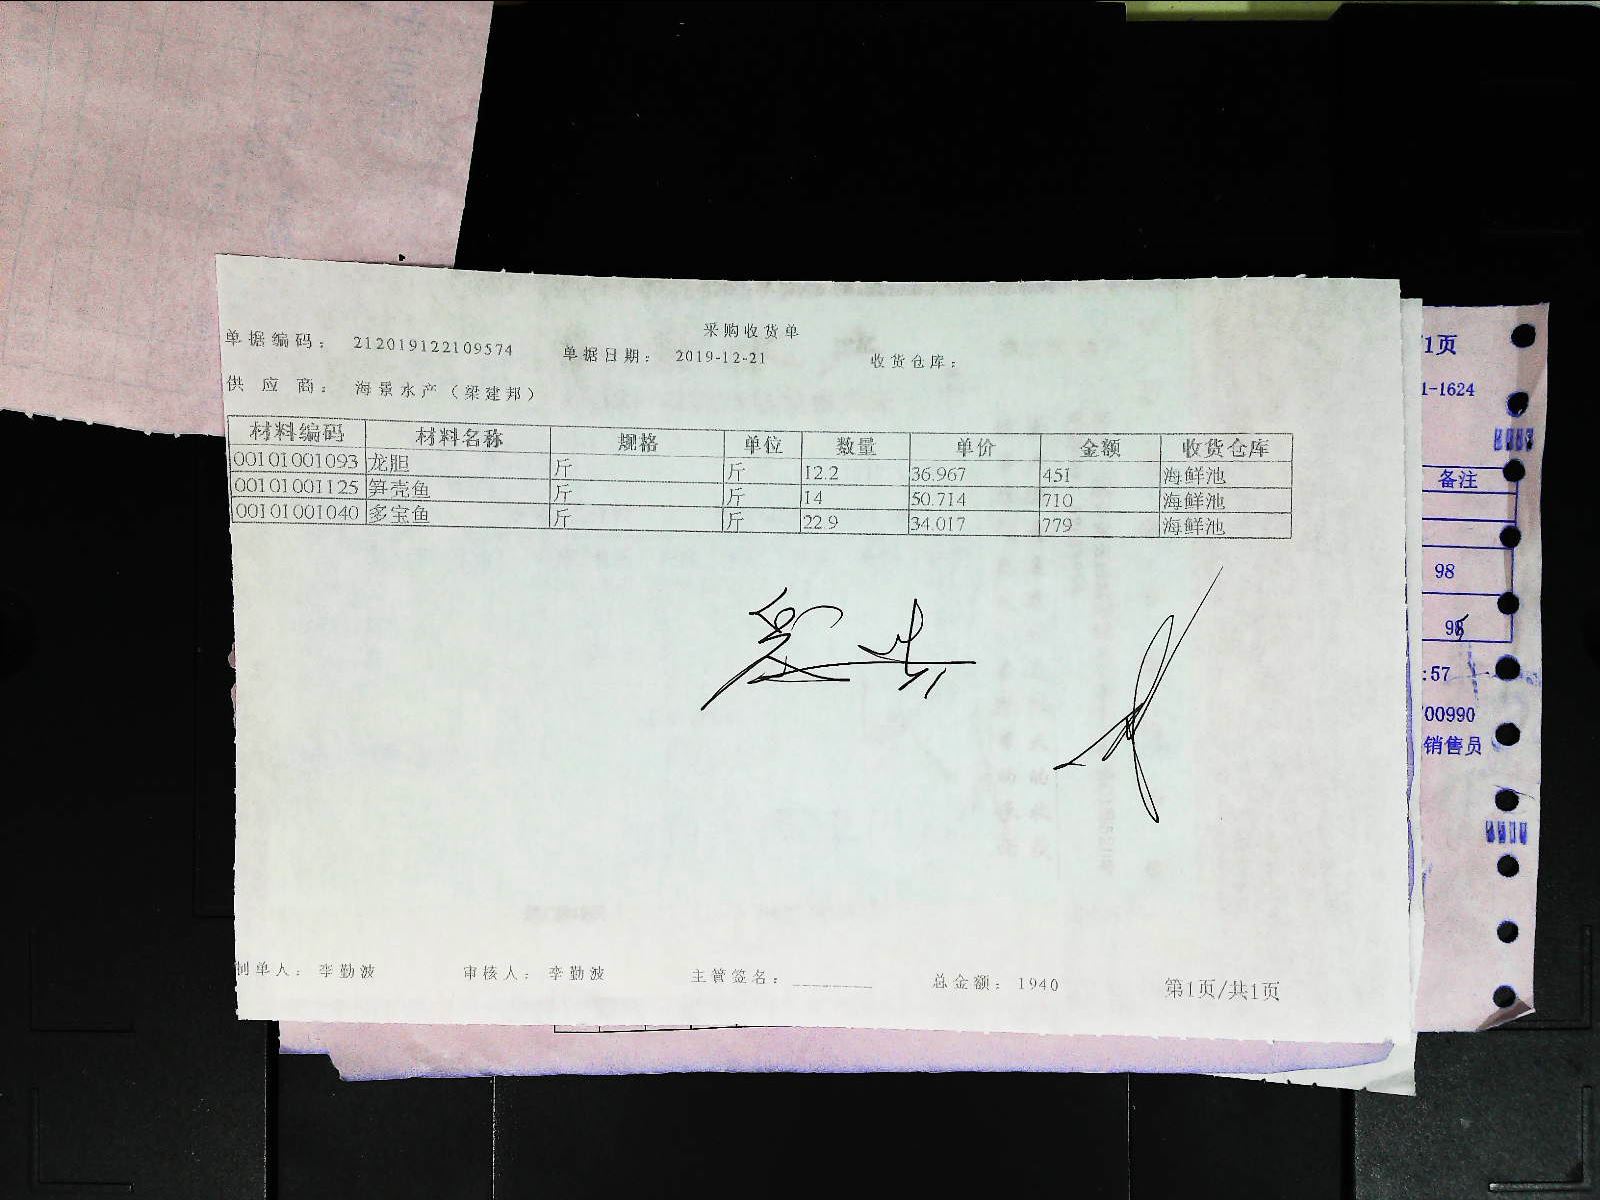 采购收货单
单据编码： 212019122109574 单据日期： 2019-12-21 收货仓库：
供 应 商： 海景水产（梁建邦）
材料编码 材料名称 规格 单位 数量 单价 金额 收货仓库
00101001093 龙胆 斤 斤 12.2 36.967 451 海鲜池
00101001125 笋壳鱼 斤 斤 14 50.714 710 海鲜池
00101001040 多宝鱼 斤 斤 22.9 34.017 779 海鲜池
制单人： 李勤波 审核人： 李勤波 主管签名： 总金额： 1940 第1页/共1页
/1页
1-1624
备注
98
:57
00990
销售员